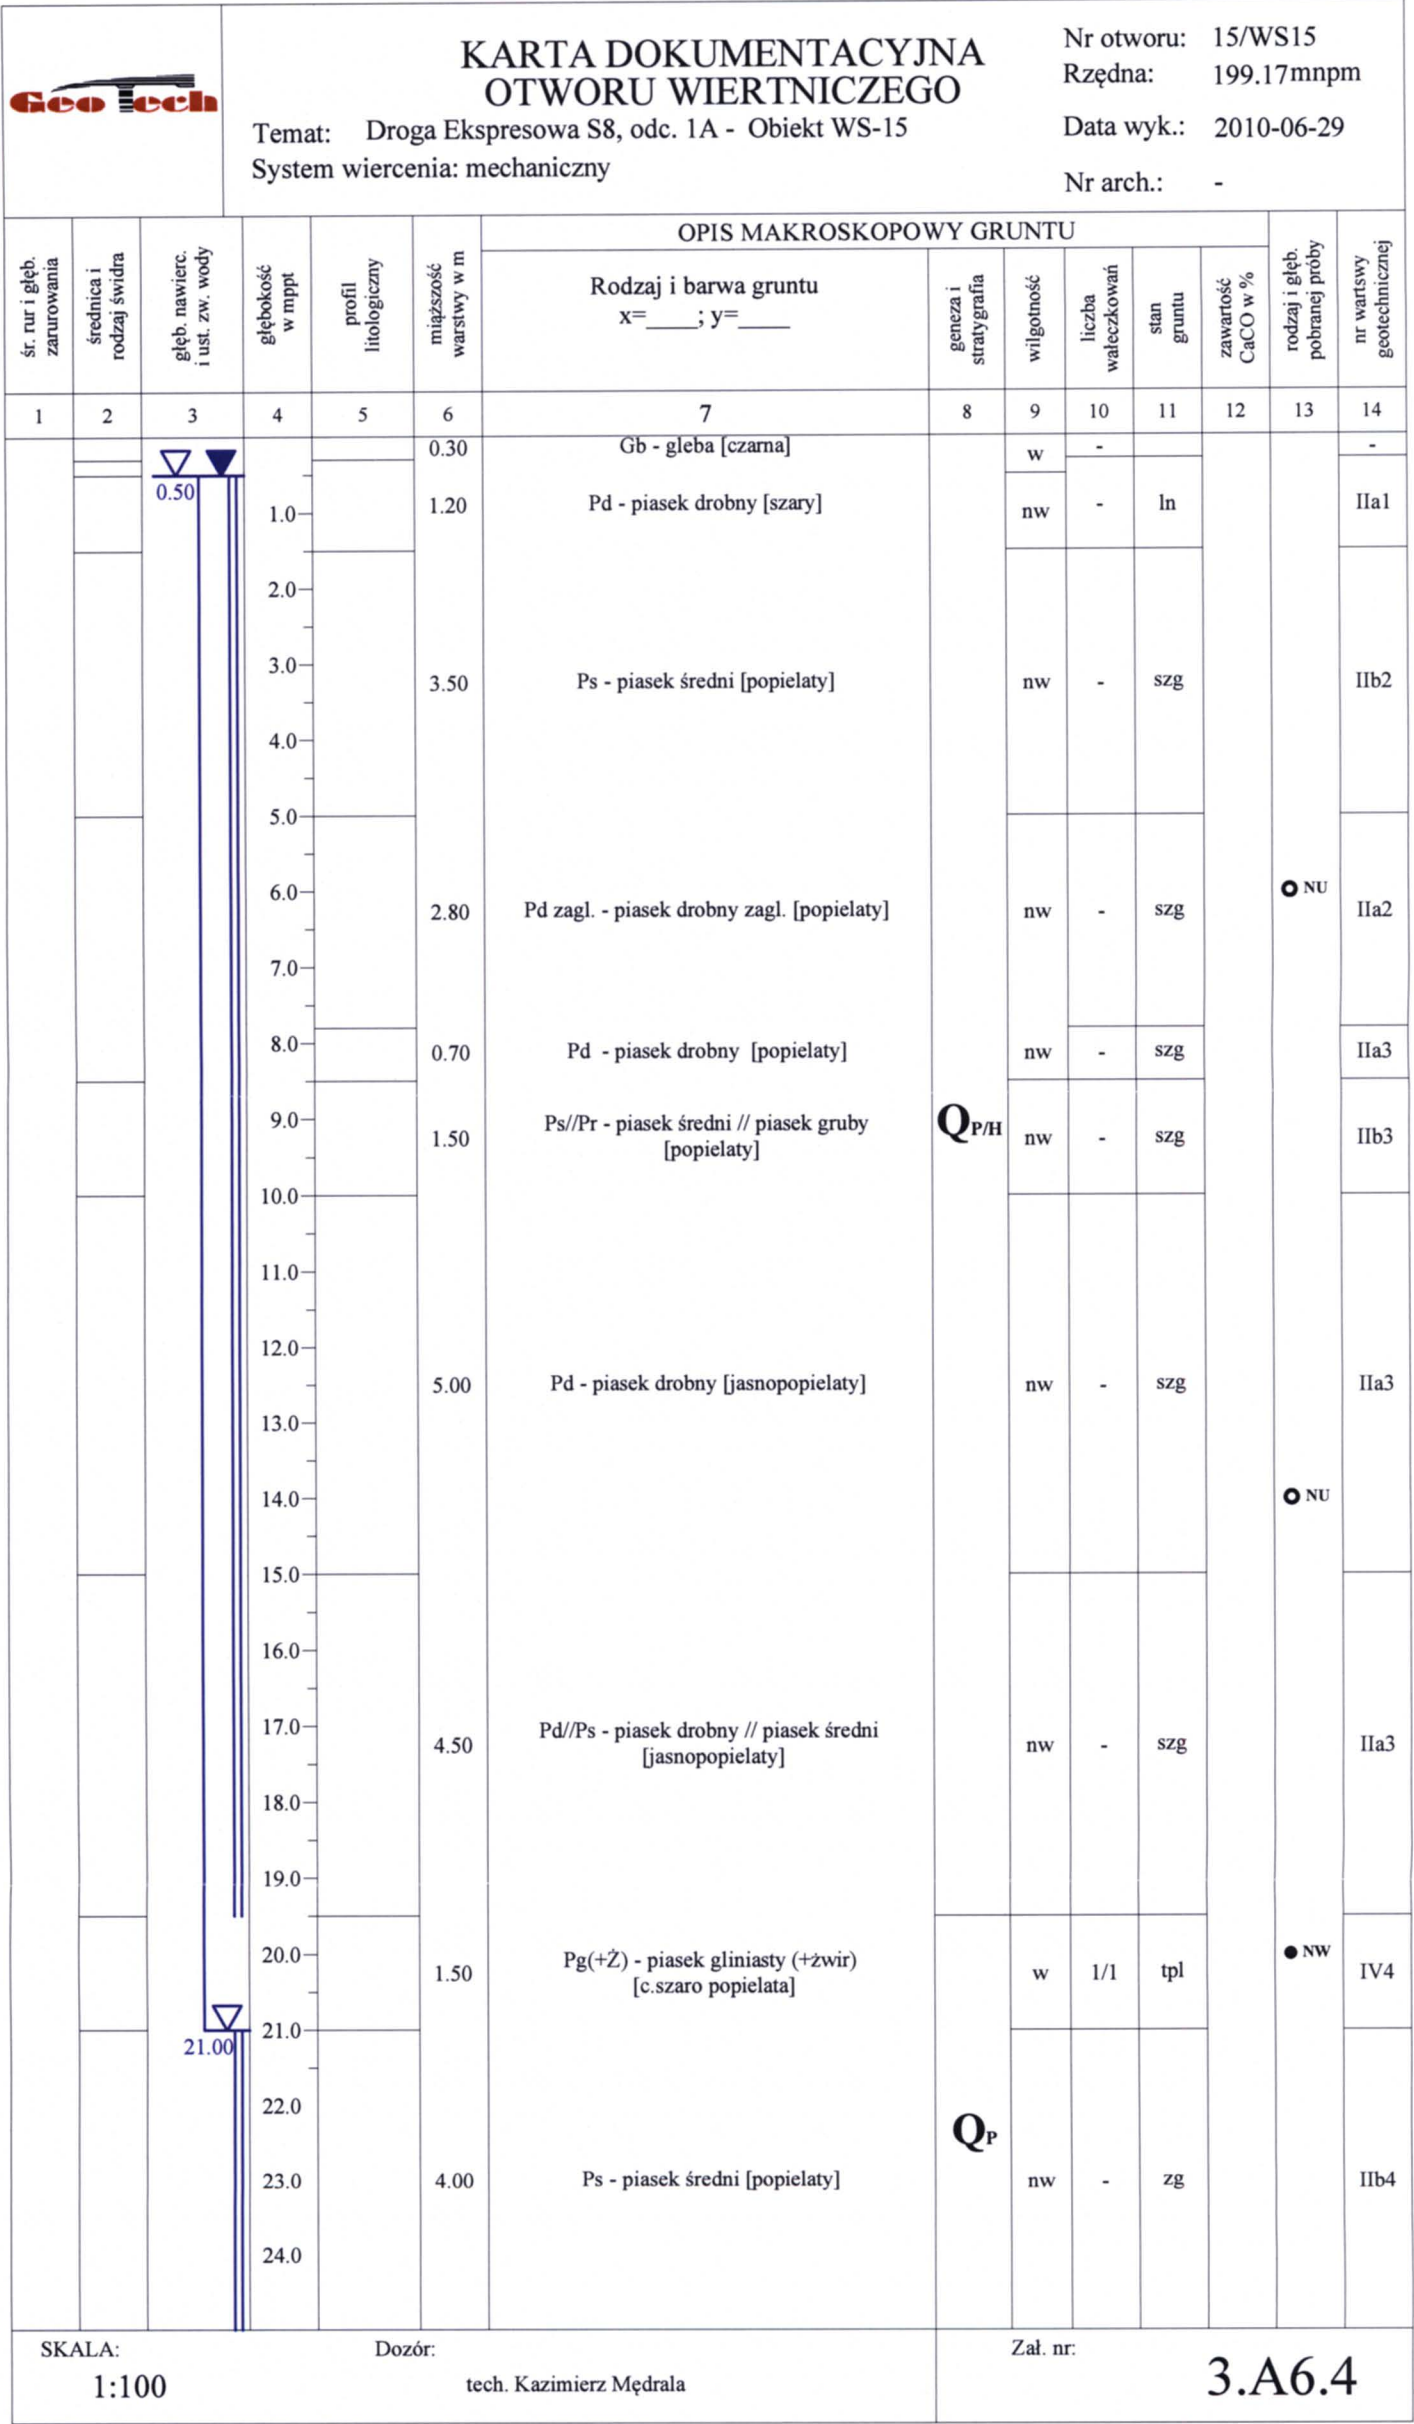 Geo Tech
KARTA DOKUMENTACYJNA
OTWORU WIERTNICZEGO
Temat: Droga Ekspresowa S8, odc. 1A - Obiekt WS-15
System wiercenia: mechaniczny
Nr otworu: 15/WS15
Rzędna: 199.17mnpm
Data wyk.: 2010-06-29
Nr arch.: -
śr. rur i głęb.
zarurowania
średnica i
rodzaj świdra
głęb. nawierc.
i ust. zw. wody
głębokość
w mppt
profil
litologiczny
miąższość
warstwy w m
OPIS MAKROSKOPOWY GRUNTU
Rodzaj i barwa gruntu
x=____; y=____
geneza i
stratygrafia
wilgotność
liczba
wałeczkowań
stan
gruntu
zawartość
CaCO w %
rodzaj i głęb.
pobranej próby
nr wartswy
geotechnicznej
1 2 3 4 5 6 7 8 9 10 11 12 13 14
0.30 Gb - gleba [czarna] w - -
0.50
1.0 1.20 Pd - piasek drobny [szary] nw - ln IIa1
2.0
3.0
3.50 Ps - piasek średni [popielaty] nw - szg IIb2
4.0
5.0
6.0 NU
2.80 Pd zagl. - piasek drobny zagl. [popielaty] nw - szg IIa2
7.0
8.0 0.70 Pd - piasek drobny [popielaty] nw - szg IIa3
9.0
1.50 Ps//Pr - piasek średni // piasek gruby
[popielaty]
QP/H nw - szg IIb3
10.0
11.0
12.0
5.00 Pd - piasek drobny [jasnopopielaty] nw - szg IIa3
13.0
14.0 NU
15.0
16.0
17.0
4.50 Pd//Ps - piasek drobny // piasek średni
[jasnopopielaty]
nw - szg IIa3
18.0
19.0
20.0 NW
1.50 Pg(+Ż) - piasek gliniasty (+żwir)
[c.szaro popielata]
w 1/1 tpl IV4
21.0
21.00
22.0
QP
23.0 4.00 Ps - piasek średni [popielaty] nw - zg IIb4
24.0
SKALA:
1:100
Dozór:
tech. Kazimierz Mędrala
Zał. nr:
3.A6.4